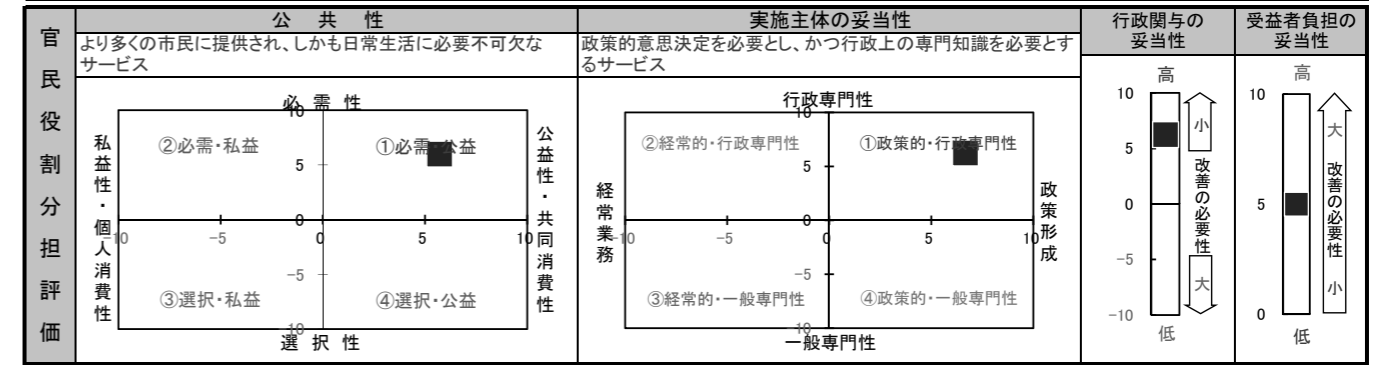 官民役割分担評価
公共性
より多くの市民に提供され、しかも日常生活に必要不可欠な
サービス
必需性
10
②必需・私益
①必需・公益
5
私益性・個人消費性
公益性・共同消費性
0
-10
-5
0
5
10
-5
③選択・私益
④選択・公益
-10
選択性
実施主体の妥当性
政策的意思決定を必要とし、かつ行政上の専門知識を必要とす
るサービス
行政専門性
10
②経常的・行政専門性
①政策的・行政専門性
5
経常業務
政策形成
0
-10
-5
0
5
10
-5
③経常的・一般専門性
④政策的・一般専門性
-10
一般専門性
行政関与の
妥当性
高
10
5
0
-5
-10
低
小
改善の必要性
大
受益者負担の
妥当性
高
10
5
0
低
大
改善の必要性
小